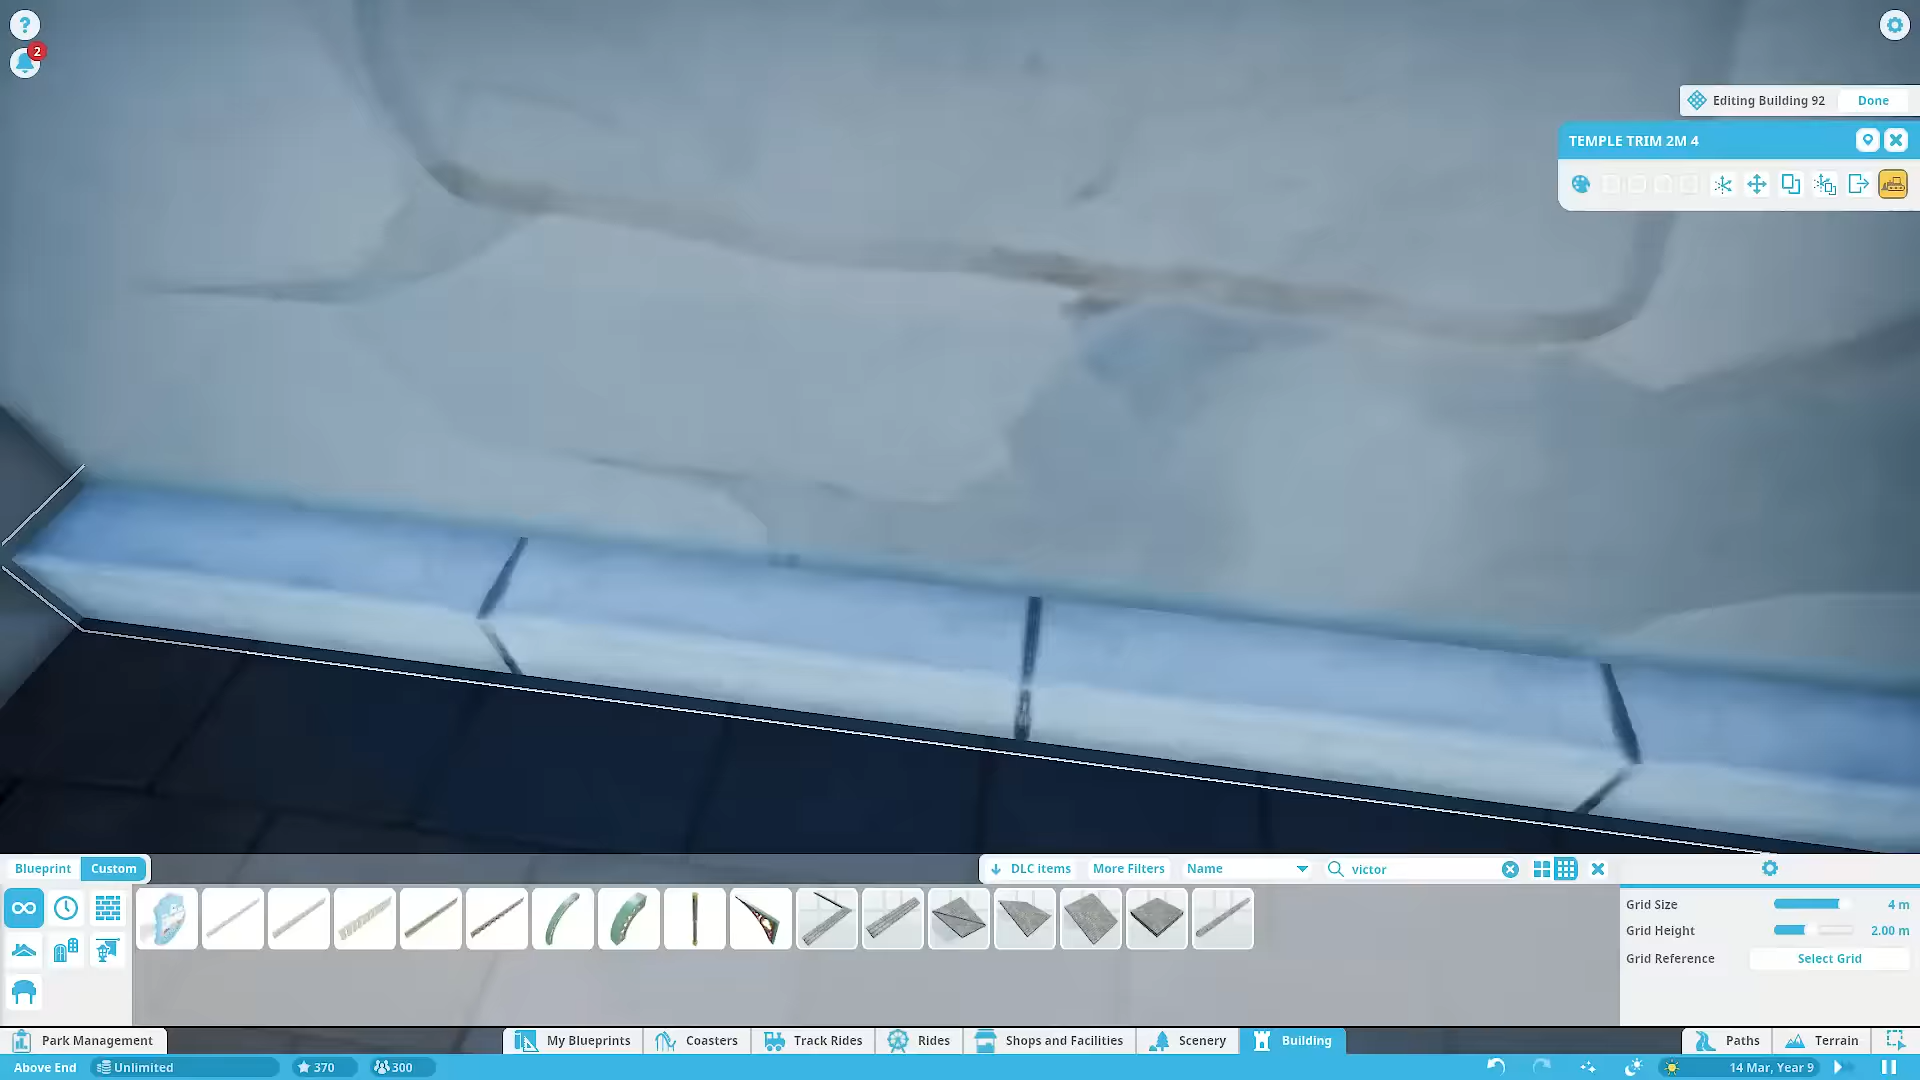 ?
2
Editing Building 92 Done
TEMPLE TRIM 2M 4
Blueprint Custom
DLC items More Filters Name victor
Grid Size 4 m
Grid Height 2.00 m
Grid Reference Select Grid
Park Management My Blueprints Coasters Track Rides Rides Shops and Facilities Scenery Building Paths Terrain
Above End Unlimited 370 300 14 Mar, Year 9